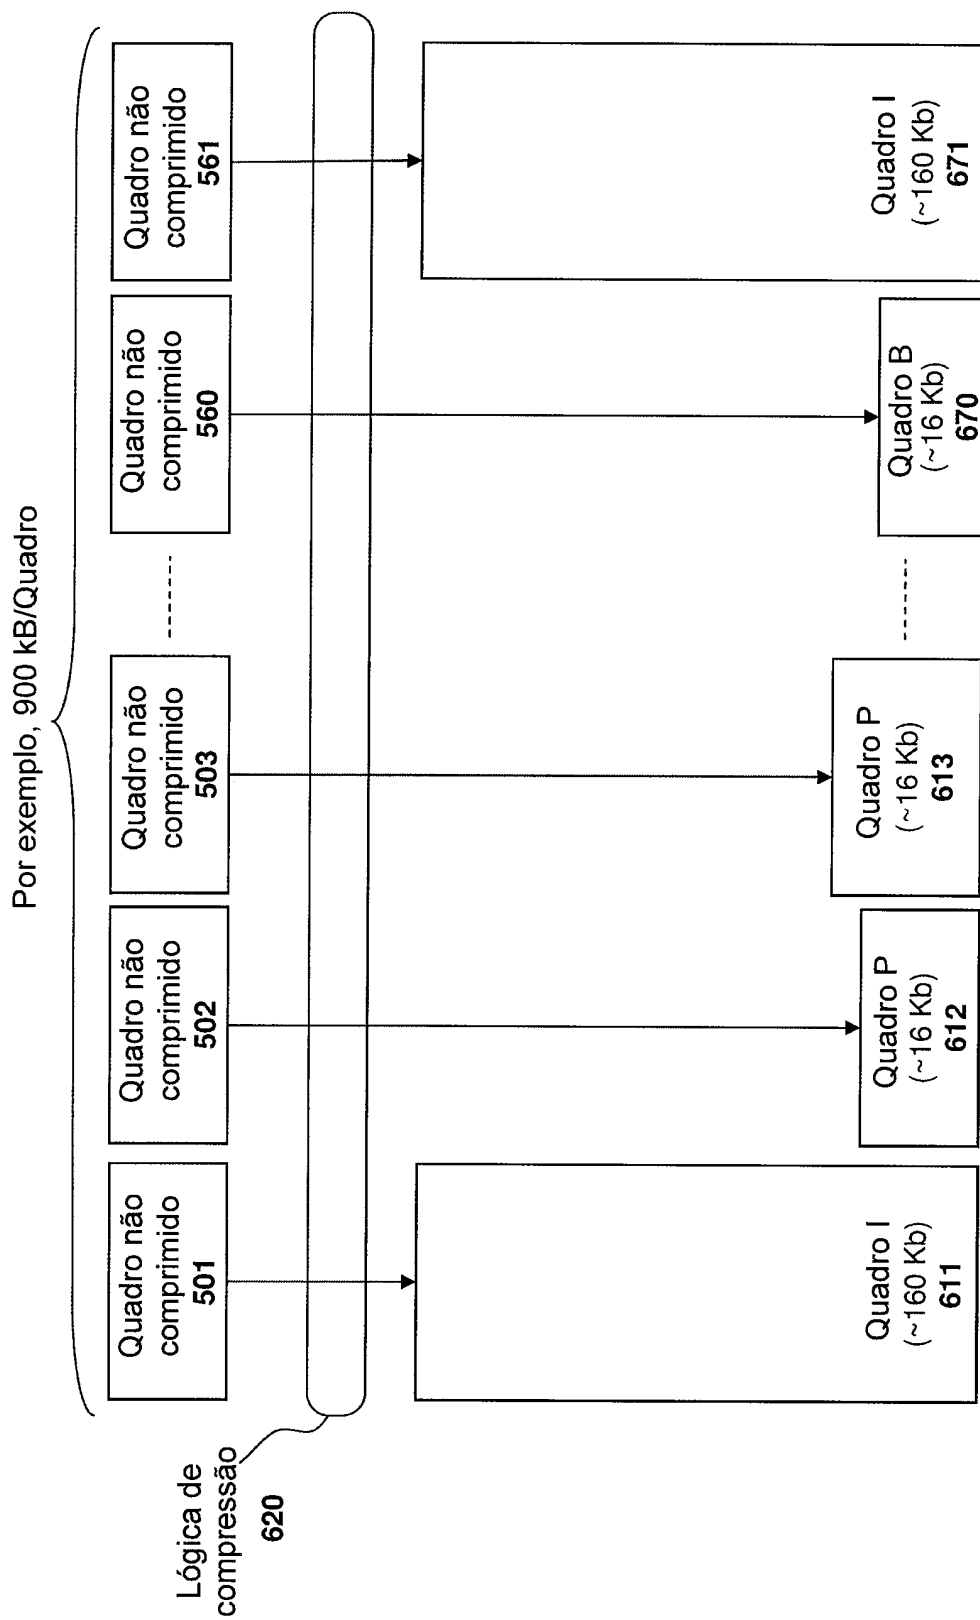 Por exemplo, 900 kB/Quadro
Lógica de
compressão
620
Quadro não
comprimido
501
Quadro não
comprimido
502
Quadro não
comprimido
503
Quadro não
comprimido
560
Quadro não
comprimido
561
Quadro I
(~160 Kb)
611
Quadro P
(~16 Kb)
612
Quadro P
(~16 Kb)
613
Quadro B
(~16 Kb)
670
Quadro I
(~160 Kb)
671